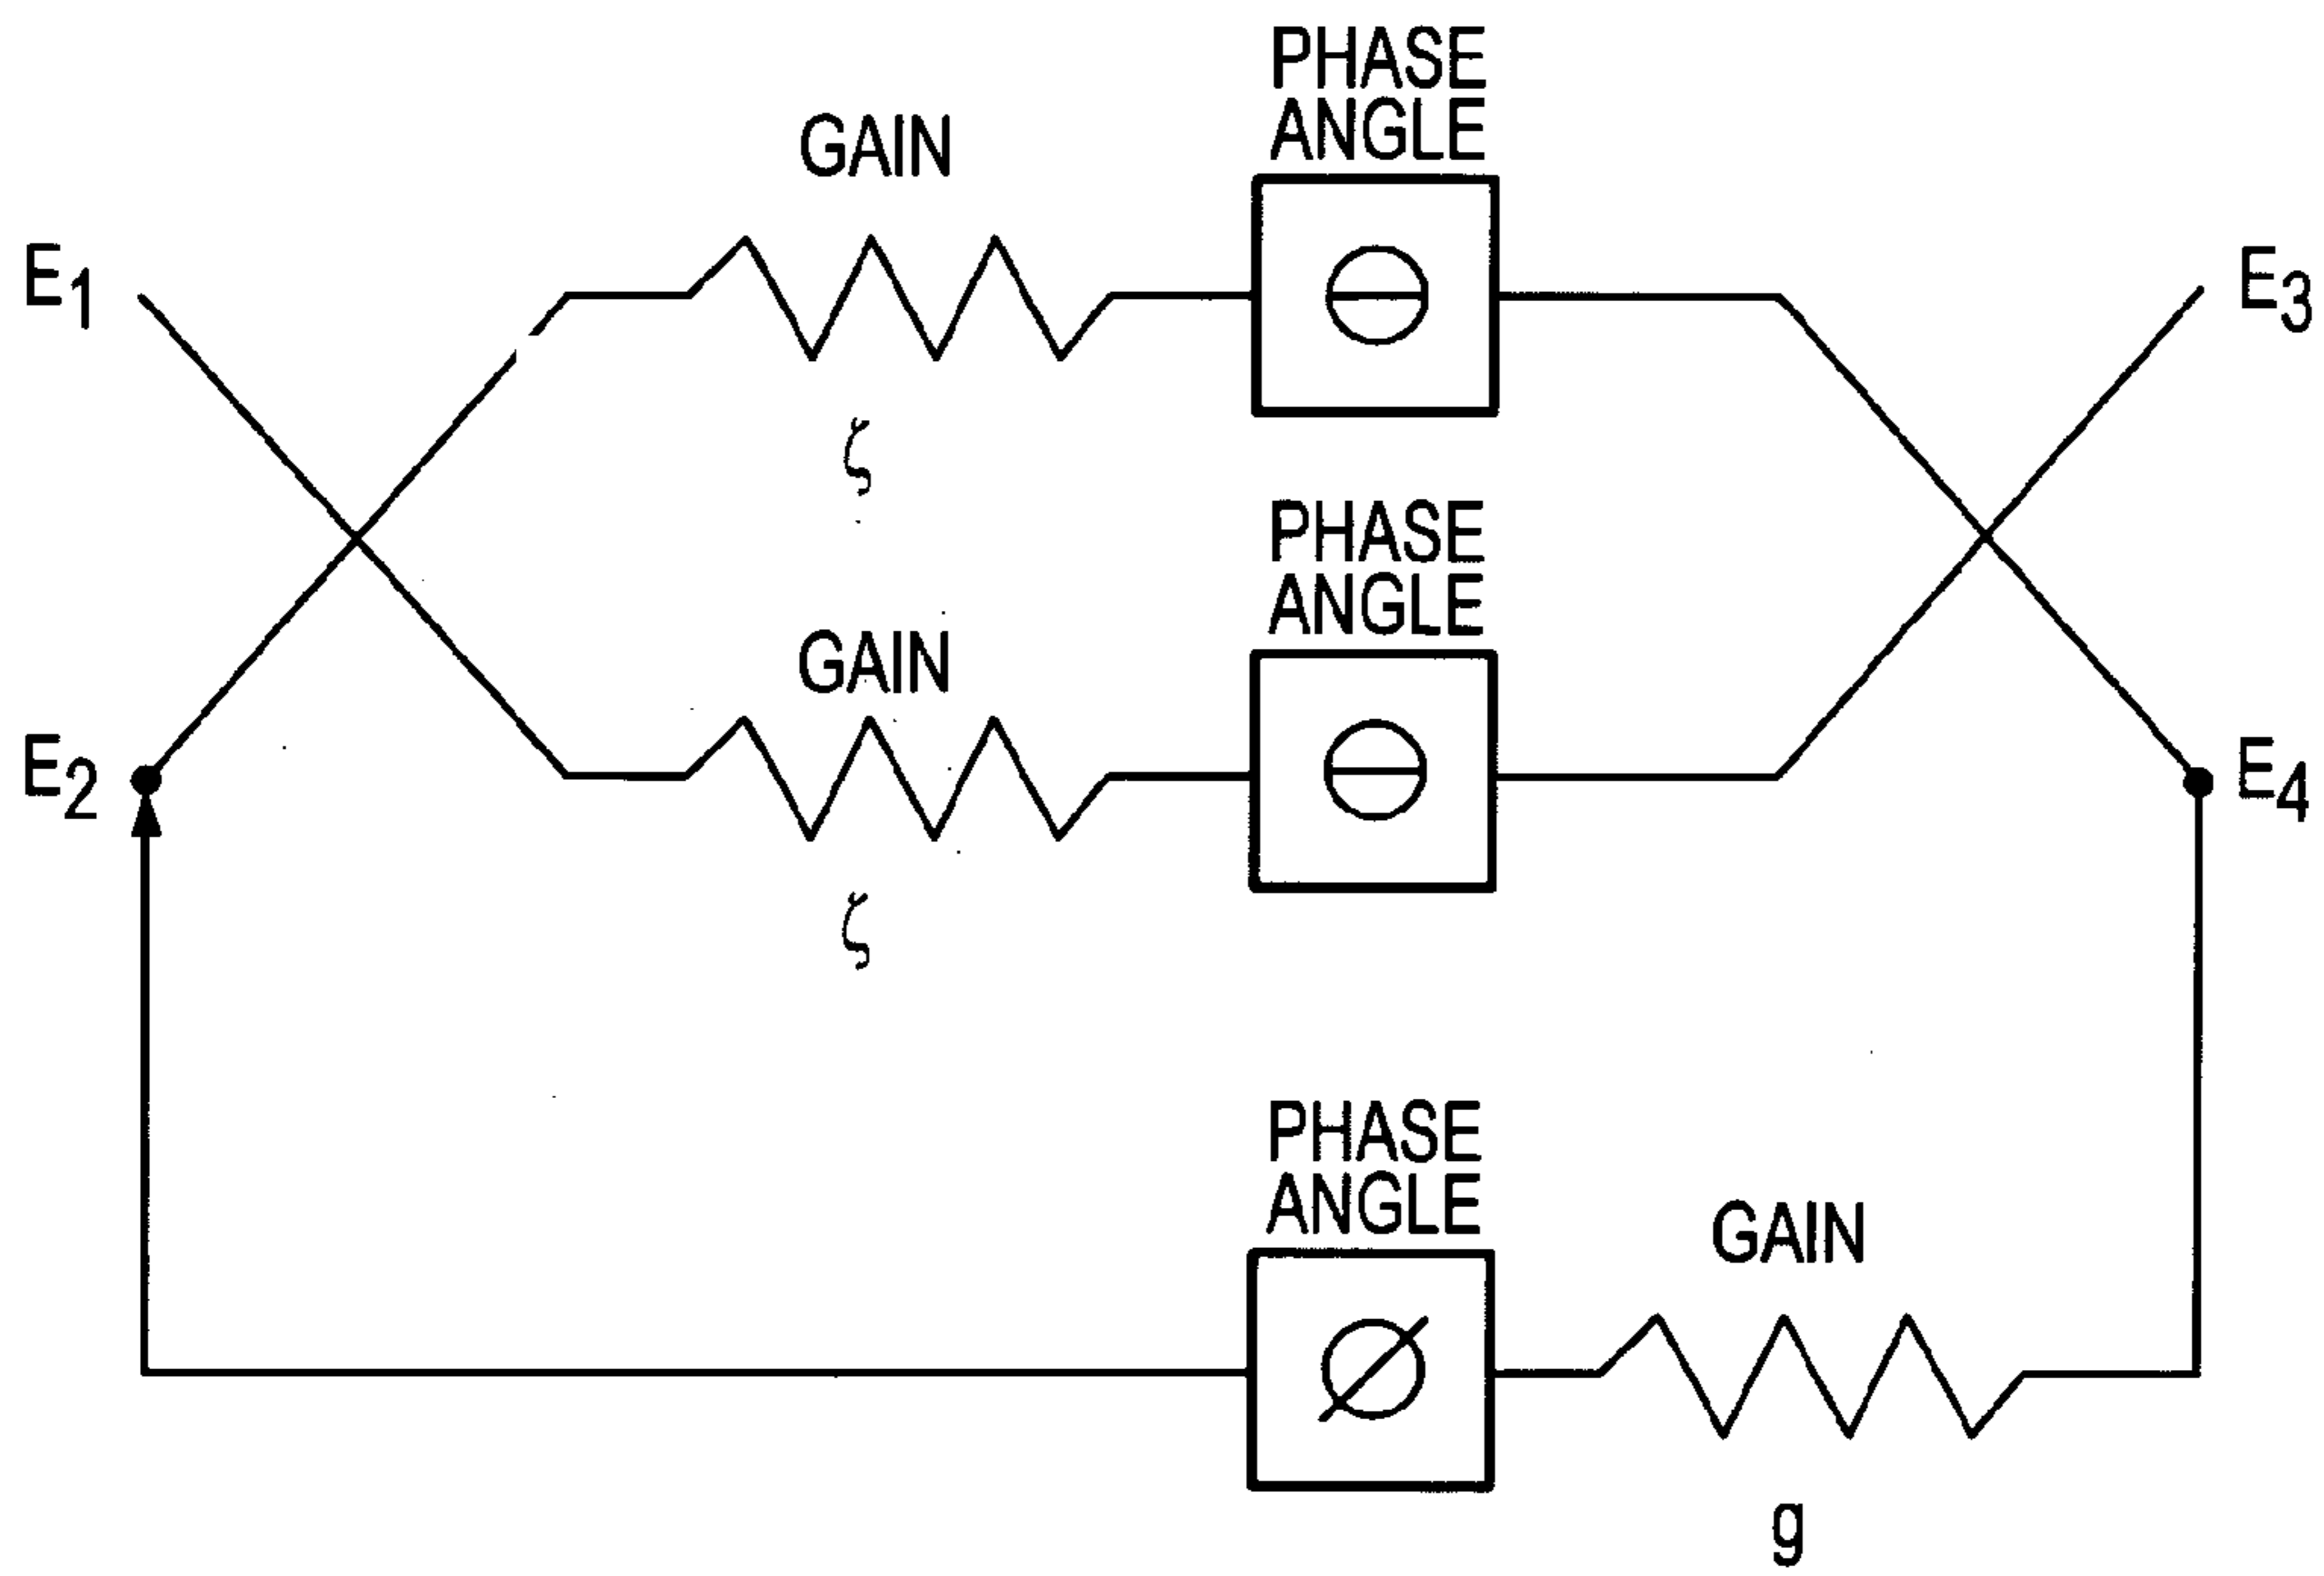 PHASE
ANGLE
GAIN
E1
Θ
E3
ζ
PHASE
ANGLE
GAIN
E2
Θ
E4
ζ
PHASE
ANGLE
GAIN
Ø
g